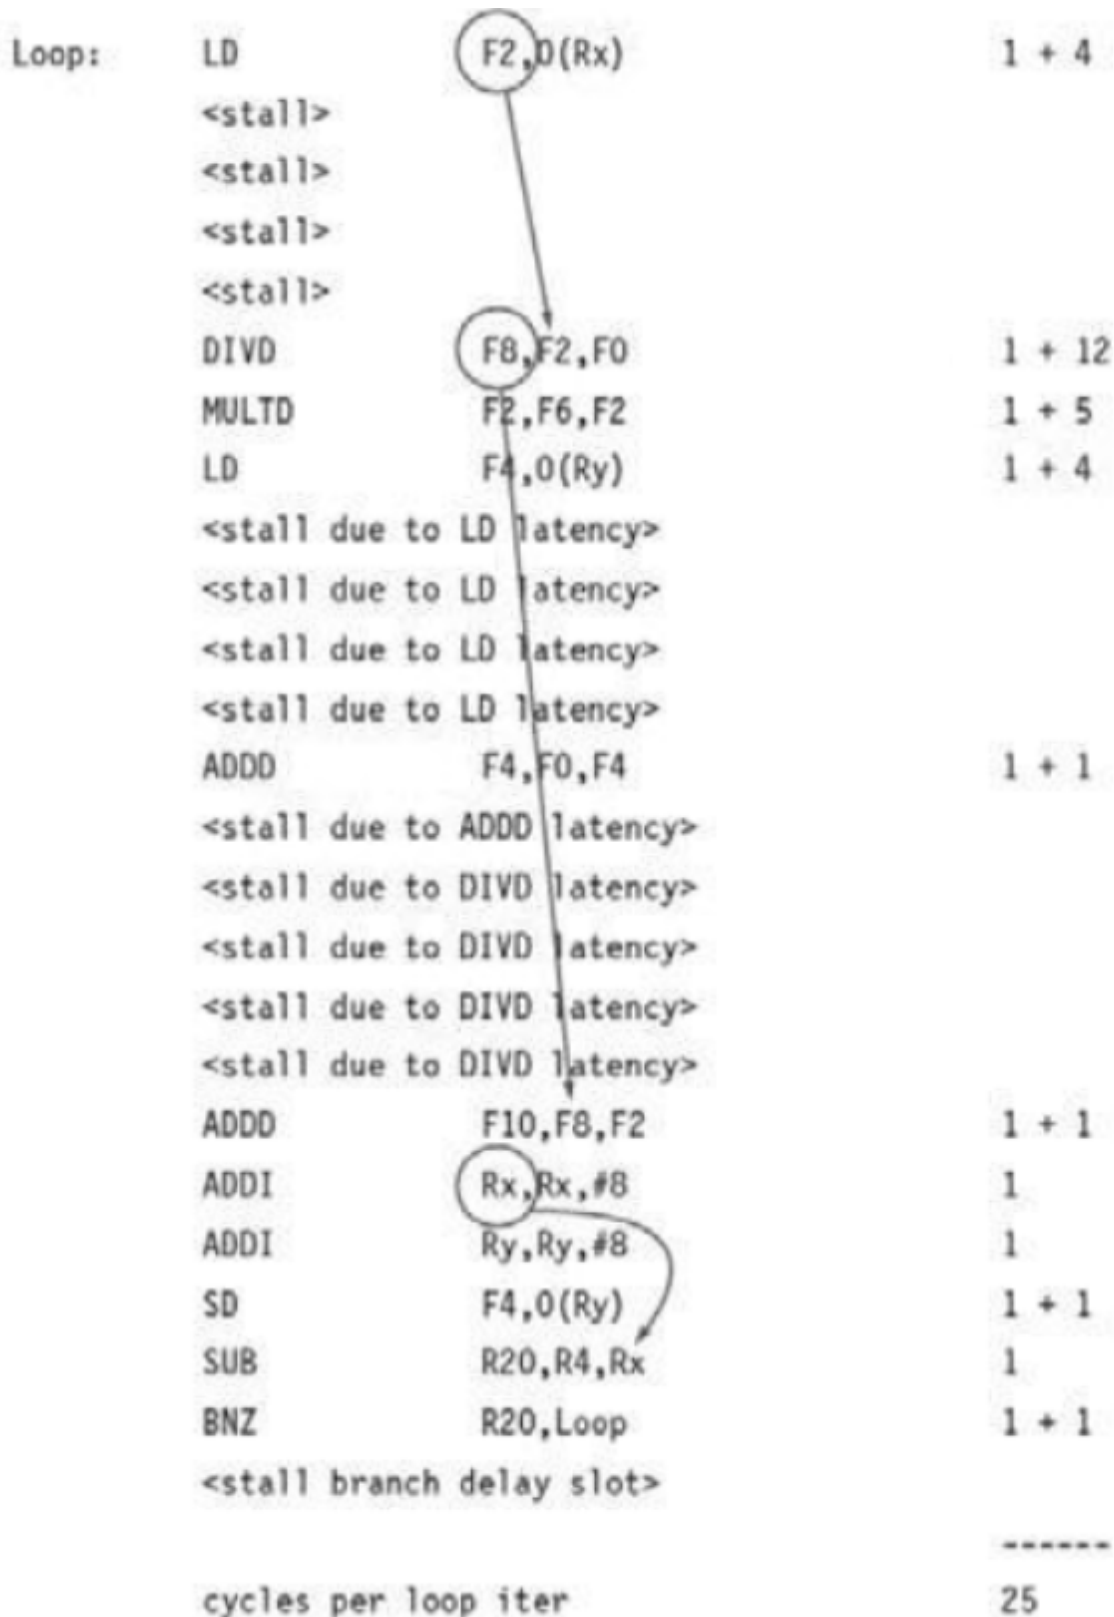 Loop: LD F2,0(Rx) 1 + 4
<stall>
<stall>
<stall>
<stall>
DIVD F8,F2,F0 1 + 12
MULTD F2,F6,F2 1 + 5
LD F4,0(Ry) 1 + 4
<stall due to LD latency>
<stall due to LD latency>
<stall due to LD latency>
<stall due to LD latency>
ADDD F4,F0,F4 1 + 1
<stall due to ADDD latency>
<stall due to DIVD latency>
<stall due to DIVD latency>
<stall due to DIVD latency>
<stall due to DIVD latency>
ADDD F10,F8,F2 1 + 1
ADDI Rx,Rx,#8 1
ADDI Ry,Ry,#8 1
SD F4,0(Ry) 1 + 1
SUB R20,R4,Rx 1
BNZ R20,Loop 1 + 1
<stall branch delay slot>
------
cycles per loop iter 25